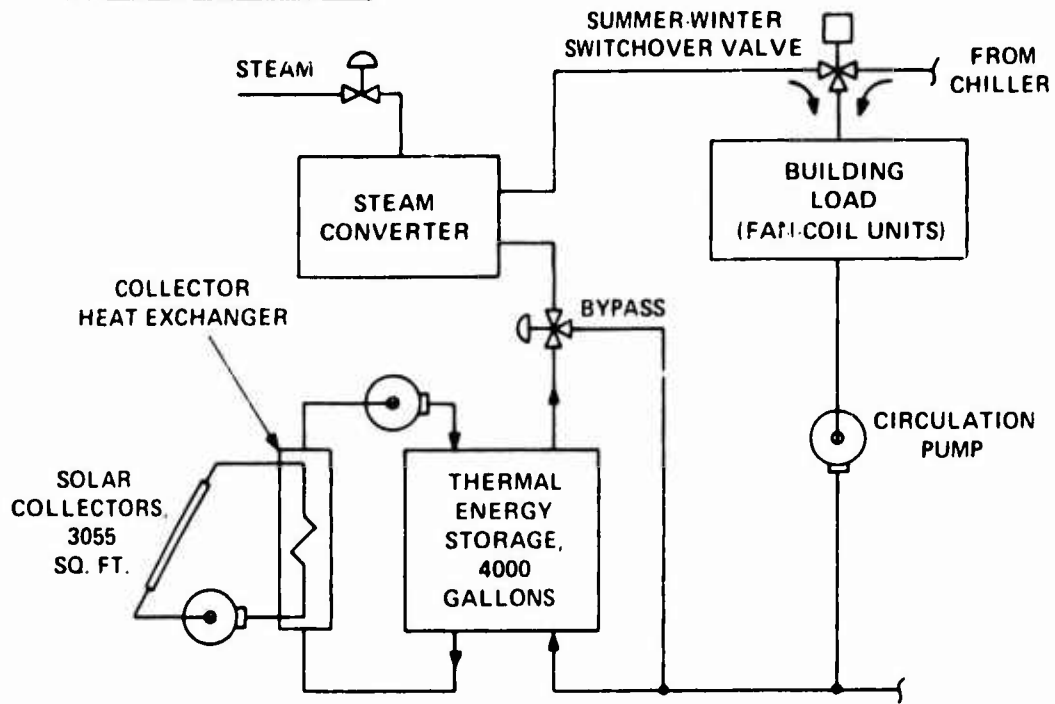 SUMMER-WINTER
SWITCHOVER VALVE
STEAM
FROM
CHILLER
BUILDING
LOAD
(FAN-COIL UNITS)
STEAM
CONVERTER
COLLECTOR
HEAT EXCHANGER
BYPASS
CIRCULATION
PUMP
SOLAR
COLLECTORS,
3055
SQ. FT.
THERMAL
ENERGY
STORAGE,
4000
GALLONS